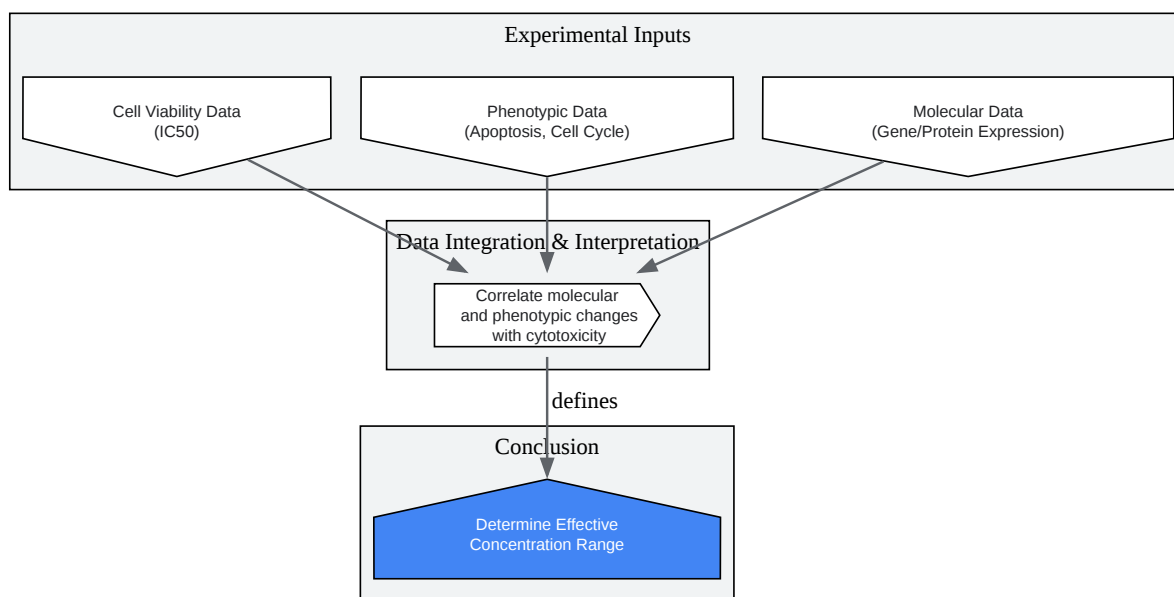 Experimental Inputs
Cell Viability Data
(IC50)
Phenotypic Data
(Apoptosis, Cell Cycle)
Molecular Data
(Gene/Protein Expression)
Data Integration & Interpretation
Correlate molecular
and phenotypic changes
with cytotoxicity
defines
Conclusion
Determine Effective
Concentration Range